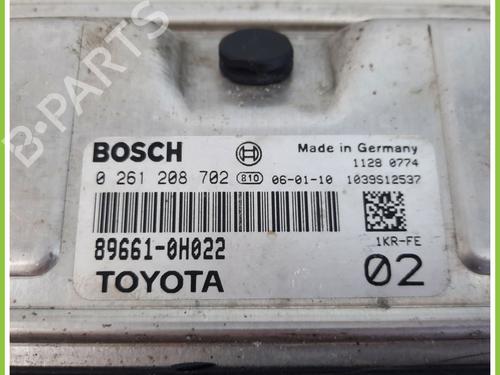 B-PARTS
BOSCH
Made in Germany
1128 0774
0 261 208 702 810 06-01-10 1039S12537
89661-0H022
1KR-FE
TOYOTA
02